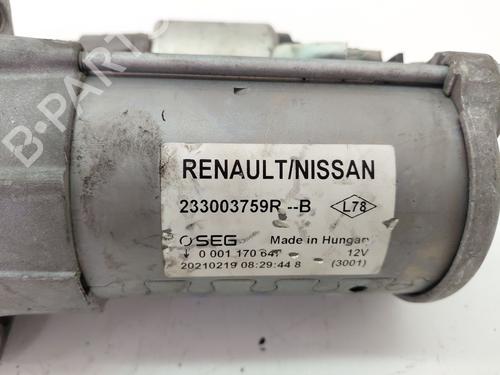 B-PARTS
RENAULT/NISSAN
233003759R --B
L78
SEG Made in Hungary
0 001 170 641 12V
20210219 08:29:44 8 (3001)